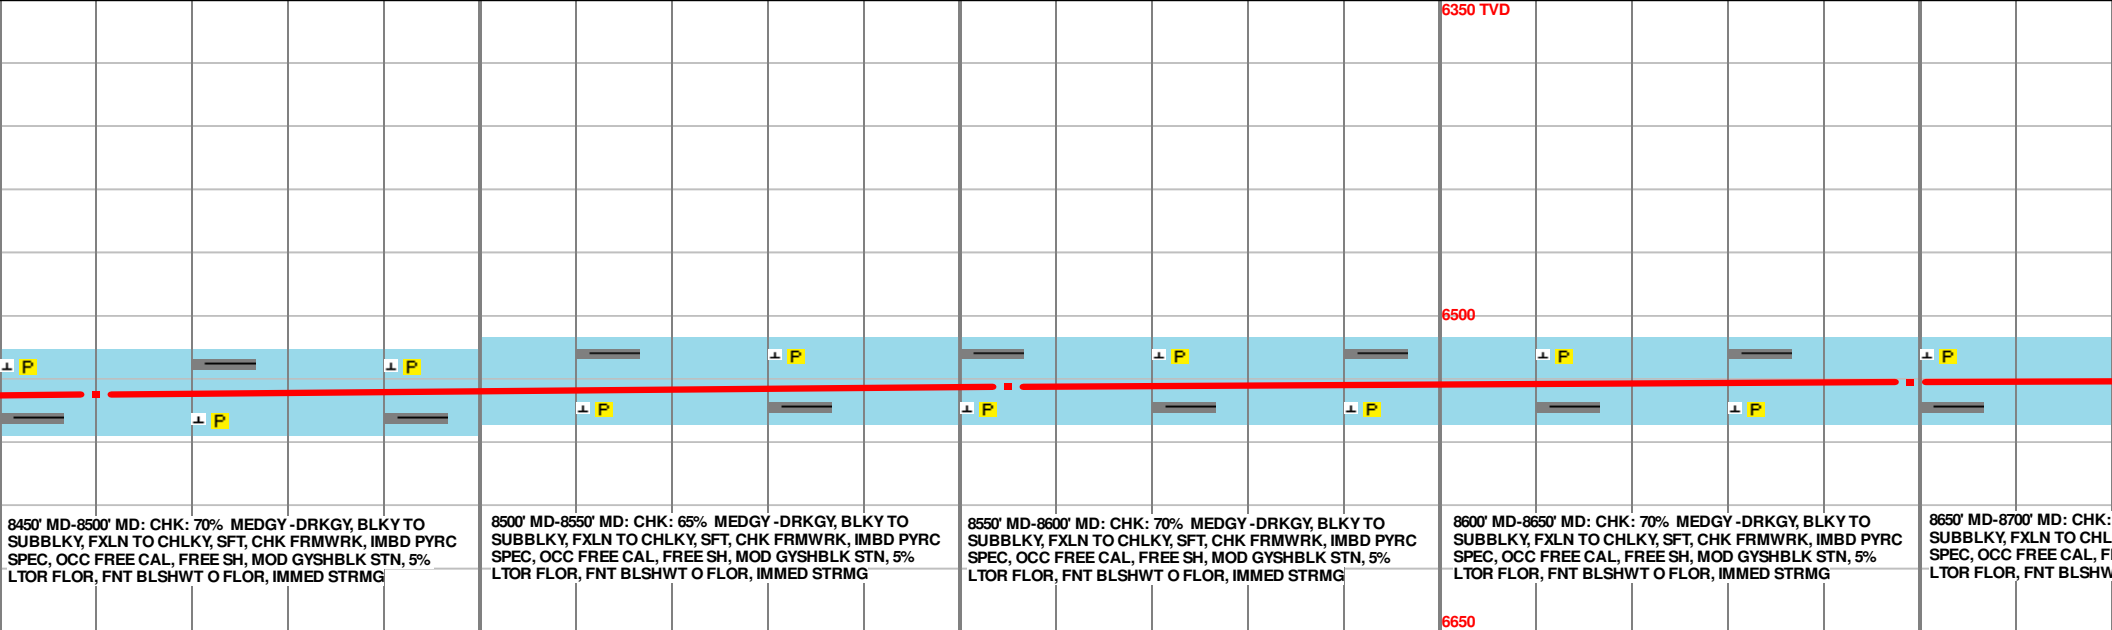 6350 TVD
6500
P
P
P
P
P
P
P
P
P
P
P
P
8450' MD-8500' MD: CHK: 70% MEDGY-DRKGY, BLKY TO
SUBBLKY, FXLN TO CHLKY, SFT, CHK FRMWRK, IMBD PYRC
SPEC, OCC FREE CAL, FREE SH, MOD GYSHBLK STN, 5%
LTOR FLOR, FNT BLSHWT O FLOR, IMMED STRMG
8500' MD-8550' MD: CHK: 65% MEDGY-DRKGY, BLKY TO
SUBBLKY, FXLN TO CHLKY, SFT, CHK FRMWRK, IMBD PYRC
SPEC, OCC FREE CAL, FREE SH, MOD GYSHBLK STN, 5%
LTOR FLOR, FNT BLSHWT O FLOR, IMMED STRMG
8550' MD-8600' MD: CHK: 70% MEDGY-DRKGY, BLKY TO
SUBBLKY, FXLN TO CHLKY, SFT, CHK FRMWRK, IMBD PYRC
SPEC, OCC FREE CAL, FREE SH, MOD GYSHBLK STN, 5%
LTOR FLOR, FNT BLSHWT O FLOR, IMMED STRMG
8600' MD-8650' MD: CHK: 70% MEDGY-DRKGY, BLKY TO
SUBBLKY, FXLN TO CHLKY, SFT, CHK FRMWRK, IMBD PYRC
SPEC, OCC FREE CAL, FREE SH, MOD GYSHBLK STN, 5%
LTOR FLOR, FNT BLSHWT O FLOR, IMMED STRMG
8650' MD-8700' MD: CHK:
SUBBLKY, FXLN TO CHL
SPEC, OCC FREE CAL, F
LTOR FLOR, FNT BLSHW
6650